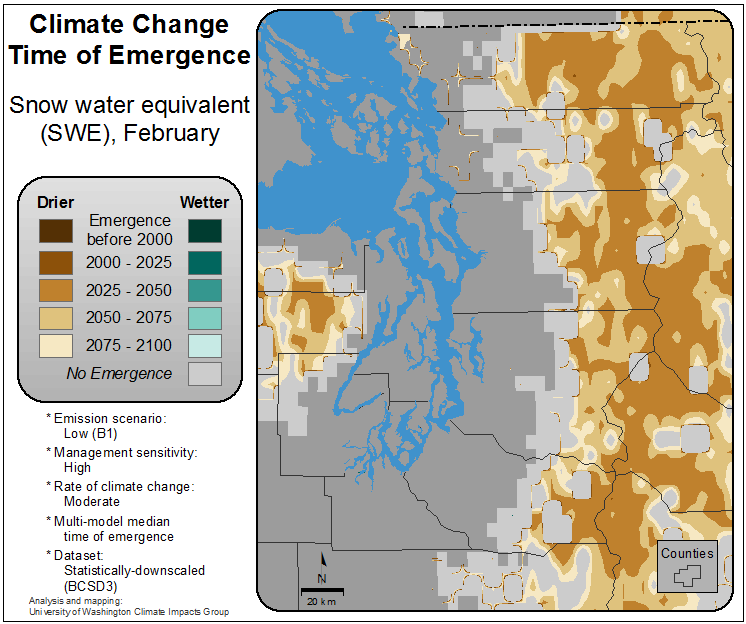 Climate Change
Time of Emergence
Snow water equivalent
(SWE), February
Drier Wetter
Emergence
before 2000
2000 - 2025
2025 - 2050
2050 - 2075
2075 - 2100
No Emergence
* Emission scenario:
Low (B1)
* Management sensitivity:
High
* Rate of climate change:
Moderate
* Multi-model median
time of emergence
* Dataset:
Statistically-downscaled
(BCSD3)
Analysis and mapping:
University of Washington Climate Impacts Group
N
20 km
Counties